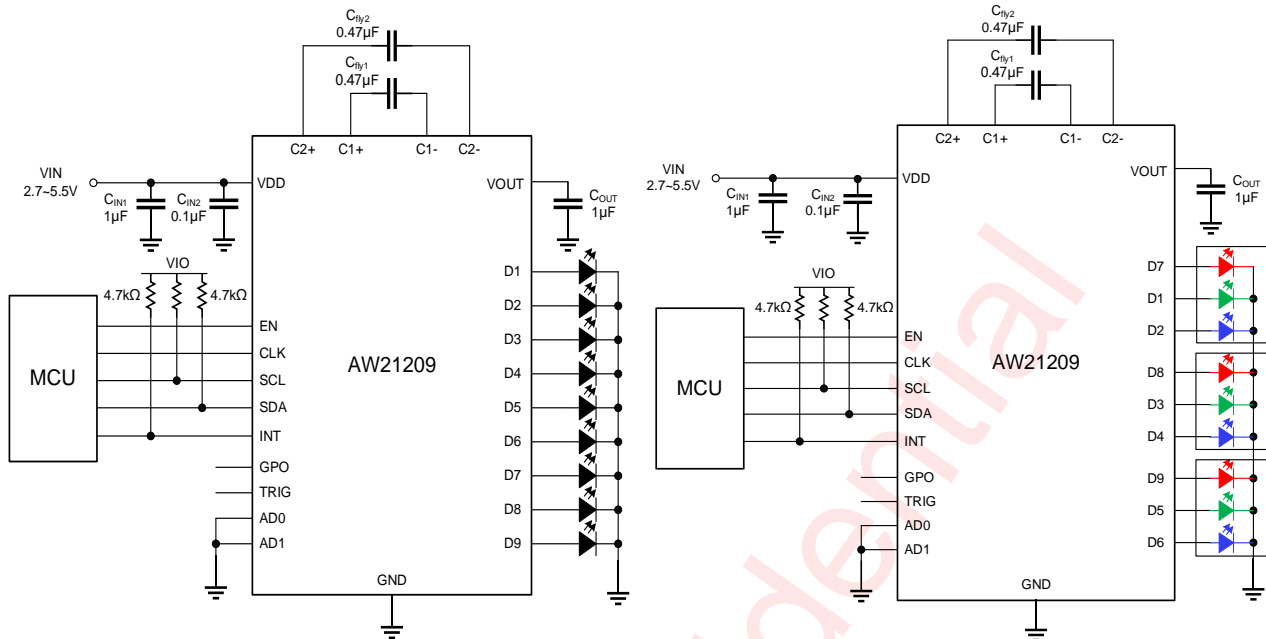 Cfly2
0.47µF
Cfly1
0.47µF
C2+ C1+ C1- C2-
VIN
2.7~5.5V
VDD
CIN1
1µF
CIN2
0.1µF
VOUT
COUT
1µF
VIO
4.7kΩ
4.7kΩ
MCU
EN
CLK
SCL
SDA
INT
GPO
TRIG
AD0
AD1
AW21209
D1
D2
D3
D4
D5
D6
D7
D8
D9
GND
Cfly2
0.47µF
Cfly1
0.47µF
C2+ C1+ C1- C2-
VIN
2.7~5.5V
VDD
CIN1
1µF
CIN2
0.1µF
VOUT
COUT
1µF
VIO
4.7kΩ
4.7kΩ
MCU
EN
CLK
SCL
SDA
INT
GPO
TRIG
AD0
AD1
AW21209
D7
D1
D2
D8
D3
D4
D9
D5
D6
GND
dential